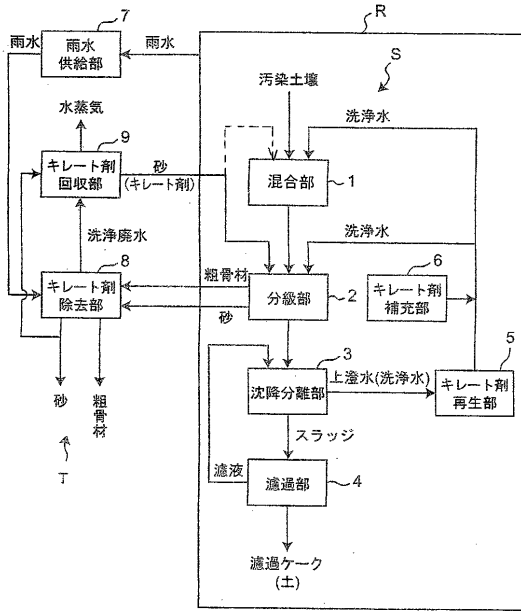 R
7
雨水
雨水
供給部
雨水
S
汚染土壌
水蒸気
洗浄水
9
キレート剤
回収部
砂
(キレート剤)
混合部
1
洗浄廃水
洗浄水
8
キレート剤
除去部
粗骨材
砂
分級部
2
6
キレート剤
補充部
3
沈降分離部
上澄水(洗浄水)
5
キレート剤
再生部
砂
粗骨材
T
スラッジ
濾液
濾過部
4
濾過ケーク
(土)